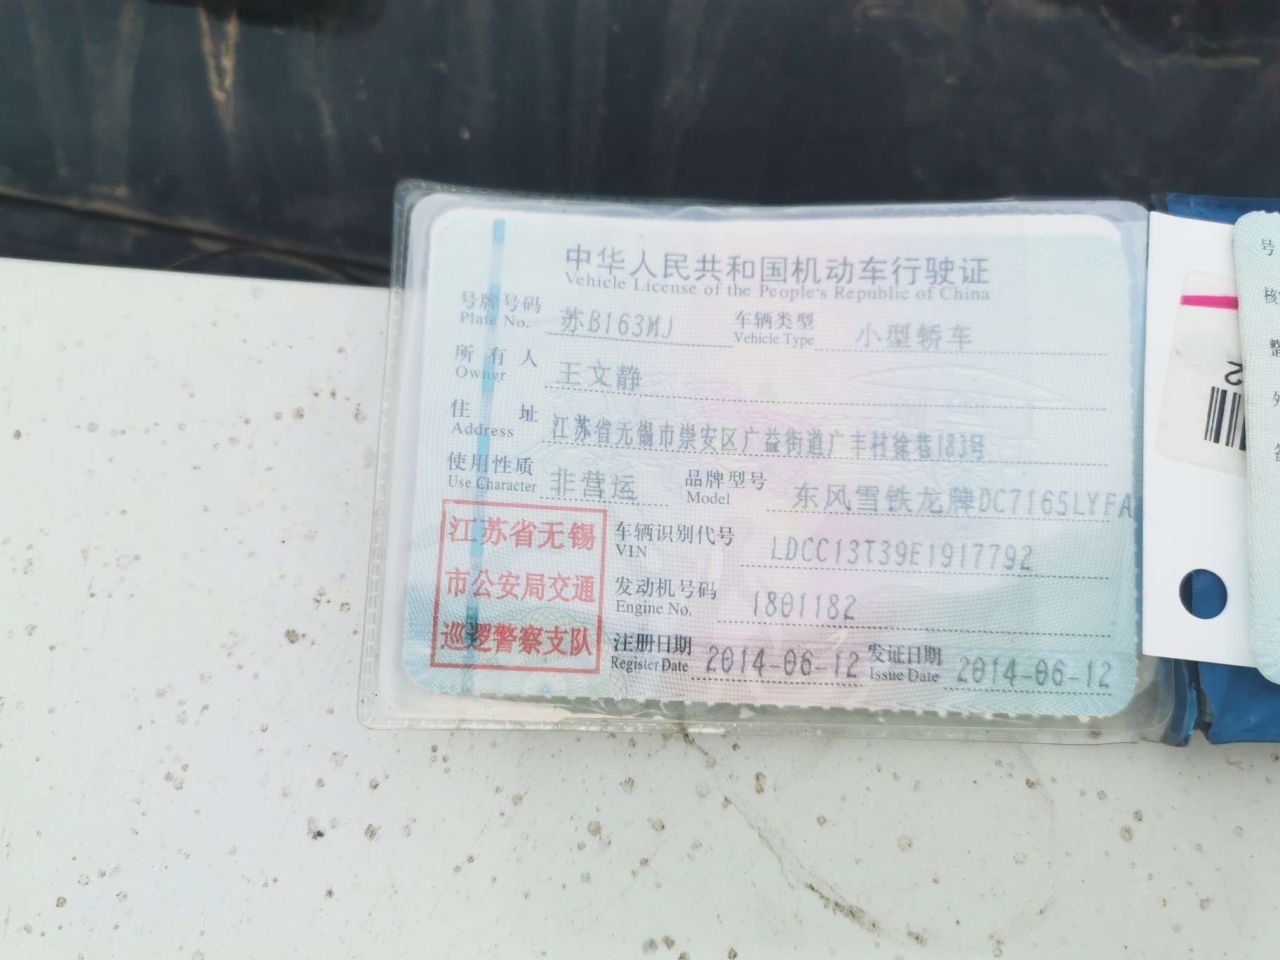 中华人民共和国机动车行驶证
Vehicle License of the People's Republic of China
号牌号码 苏B163MJ 车辆类型 小型轿车
Plate No. Vehicle Type
所有人 王文静
Owner
住址 江苏省无锡市崇安区广益街道广丰村徐巷183号
Address
使用性质 非营运 品牌型号 东风雪铁龙牌DC7165LYFA
Use Character Model
江苏省无锡
市公安局交通
巡逻警察支队
车辆识别代号 LDCC13T39E1917792
VIN
发动机号码 1801182
Engine No.
注册日期 2014-06-12 发证日期 2014-06-12
Register Date Issue Date
号
核
整
2